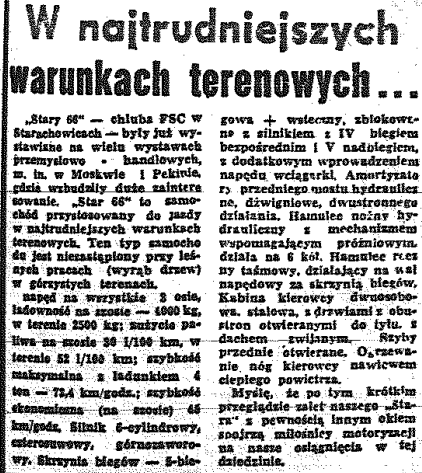 W najtrudniejszych
warunkach terenowych...
„Stary 66" — chluba FSC w
Starachowicach — były już wy-
stawiane na wielu wystawach
przemysłowo - handlowych,
m. in. w Moskwie i Pekinie,
gdzie wzbudziły duże zaintere
sowanie. „Star 66" to samo-
chód przystosowany do jazdy
w najtrudniejszych warunkach
terenowych. Ten typ samocho
du jest niezastąpiony przy leś-
nych pracach (wyrąb drzew)
w górzystych terenach.
napęd na wszystkie 3 osie,
ładowność na szosie — 4000 kg,
w terenie 2500 kg; zużycie pa-
liwa na szosie 30 l/100 km, w
terenie 52 l/100 km; szybkość
maksymalna z ładunkiem 4
ton — 72,4 km/godz.; szybkość
ekonomiczna (na szosie) 45
km/godz. Silnik 6-cylindrowy,
czterosuwowy, górnozaworo-
wy. Skrzynia biegów — 5-bie-
gowa + wsteczny, zblokowa-
na z silnikiem z IV biegiem
bezpośrednim i V nadbiegiem,
z dodatkowym wprowadzeniem
napędu wciągarki. Amortyzato
ry przedniego mostu hydraulicz
ne, dźwigniowe, dwustronnego
działania. Hamulec nożny hy-
drauliczny z mechanizmem
wspomagającym próżniowym,
działa na 6 kół. Hamulec ręcz
ny taśmowy, działający na wał
napędowy za skrzynią biegów.
Kabina kierowcy dwuosobo-
wa, stalowa, z drzwiami z obu-
stron otwieranymi do tyłu, z
dachem zwijanym. Szyby
przednie otwierane. Ogrzewa-
nie nóg kierowcy nawiewem
ciepłego powietrza.
Myślę, że po tym krótkim
przeglądzie zalet naszego „Sta-
ra" z pewnością innym okiem
spojrzą miłośnicy motoryzacji
na nasze osiągnięcia w tej
dziedzinie.